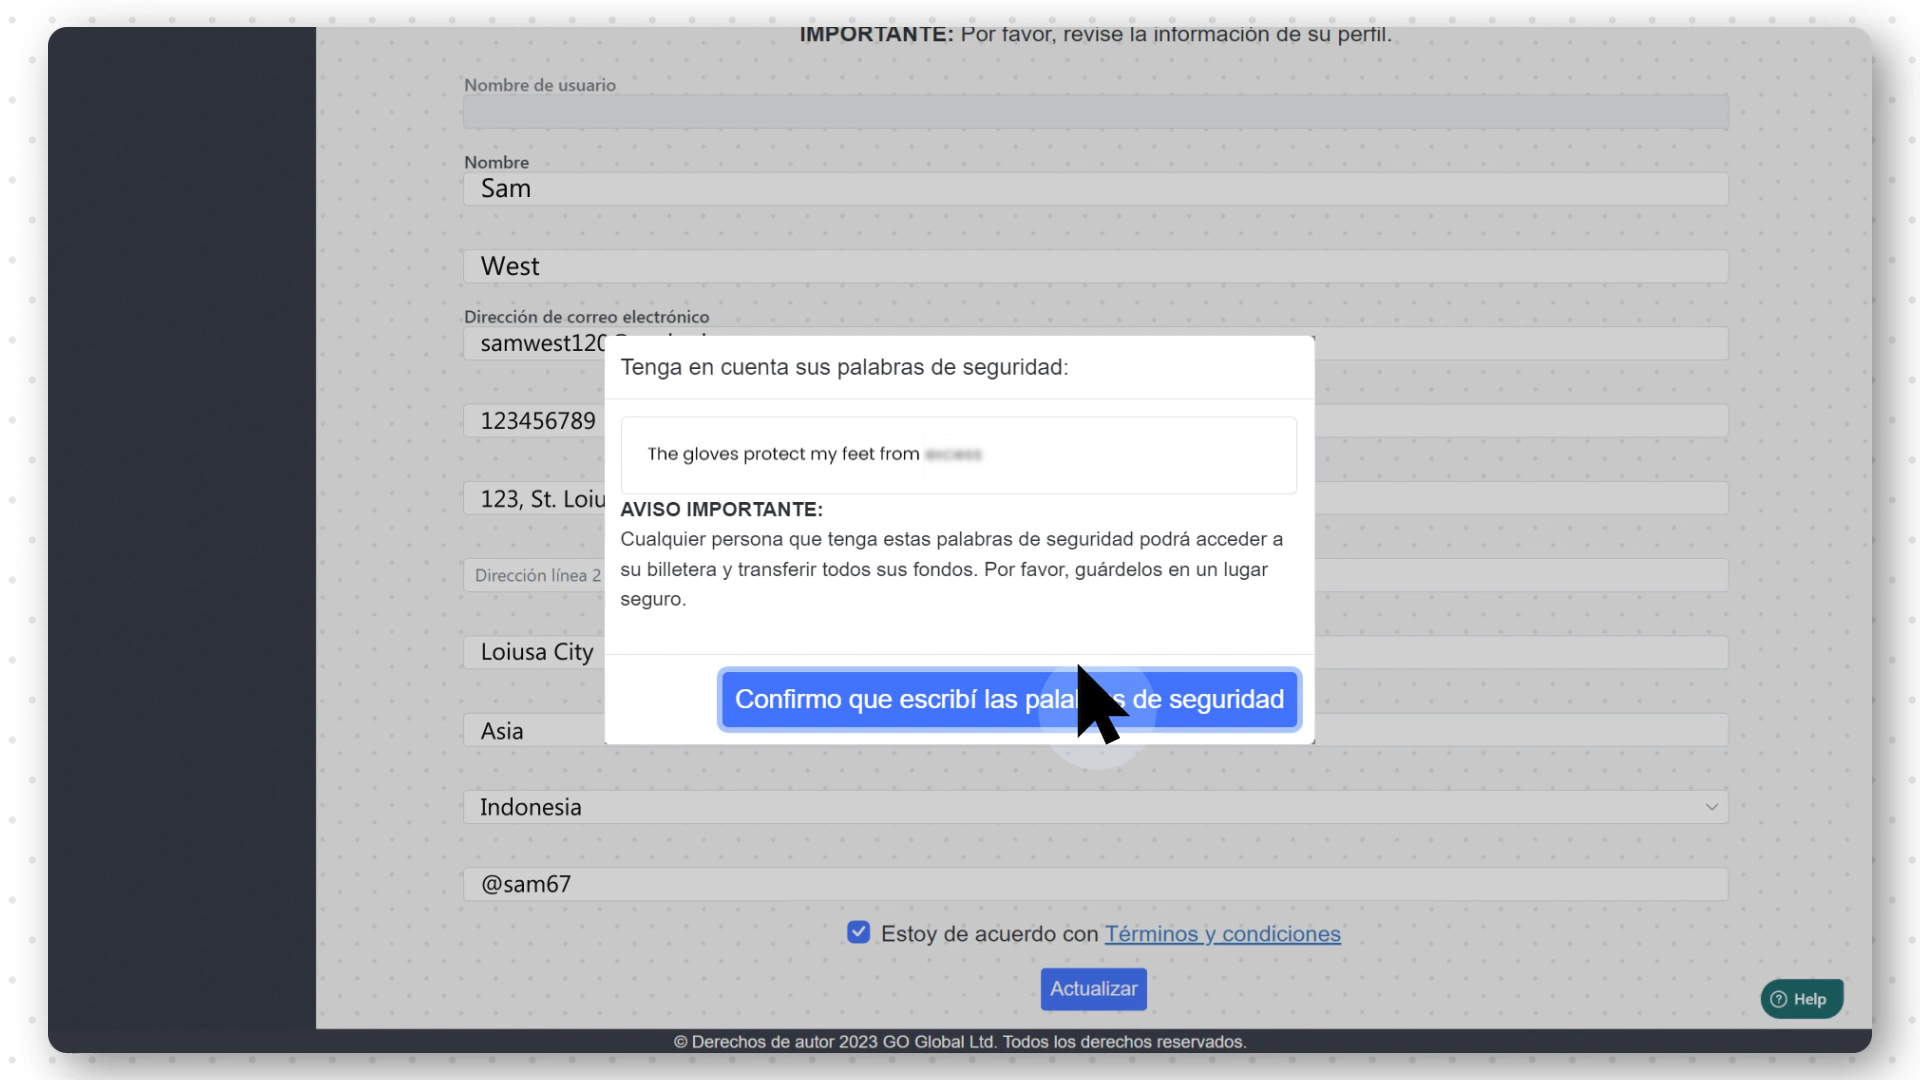 IMPORTANTE: Por favor, revise la información de su perfil.
Nombre de usuario
Nombre
Sam
West
Dirección de correo electrónico
samwest120
Tenga en cuenta sus palabras de seguridad:
123456789
The gloves protect my feet from
123, St. Loiu
AVISO IMPORTANTE:
Cualquier persona que tenga estas palabras de seguridad podrá acceder a
su billetera y transferir todos sus fondos. Por favor, guárdelos en un lugar
seguro.
Dirección línea 2
Loiusa City
Confirmo que escribí las palabras de seguridad
Asia
Indonesia
@sam67
Estoy de acuerdo con Términos y condiciones
Actualizar
Help
© Derechos de autor 2023 GO Global Ltd. Todos los derechos reservados.